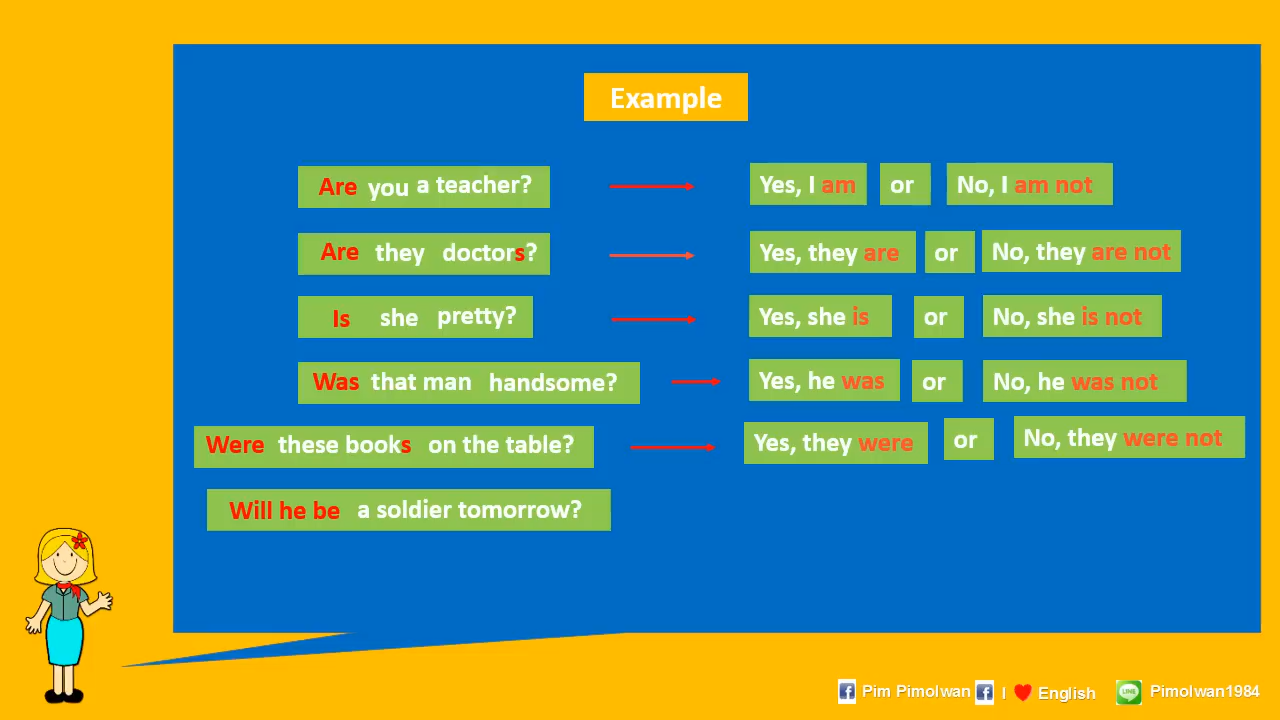 Example
Are you a teacher? Yes, I am or No, I am not
Are they doctors? Yes, they are or No, they are not
Is she pretty? Yes, she is or No, she is not
Was that man handsome? Yes, he was or No, he was not
Were these books on the table? Yes, they were or No, they were not
Will he be a soldier tomorrow?
Pim Pimolwan I English LINE Pimolwan1984